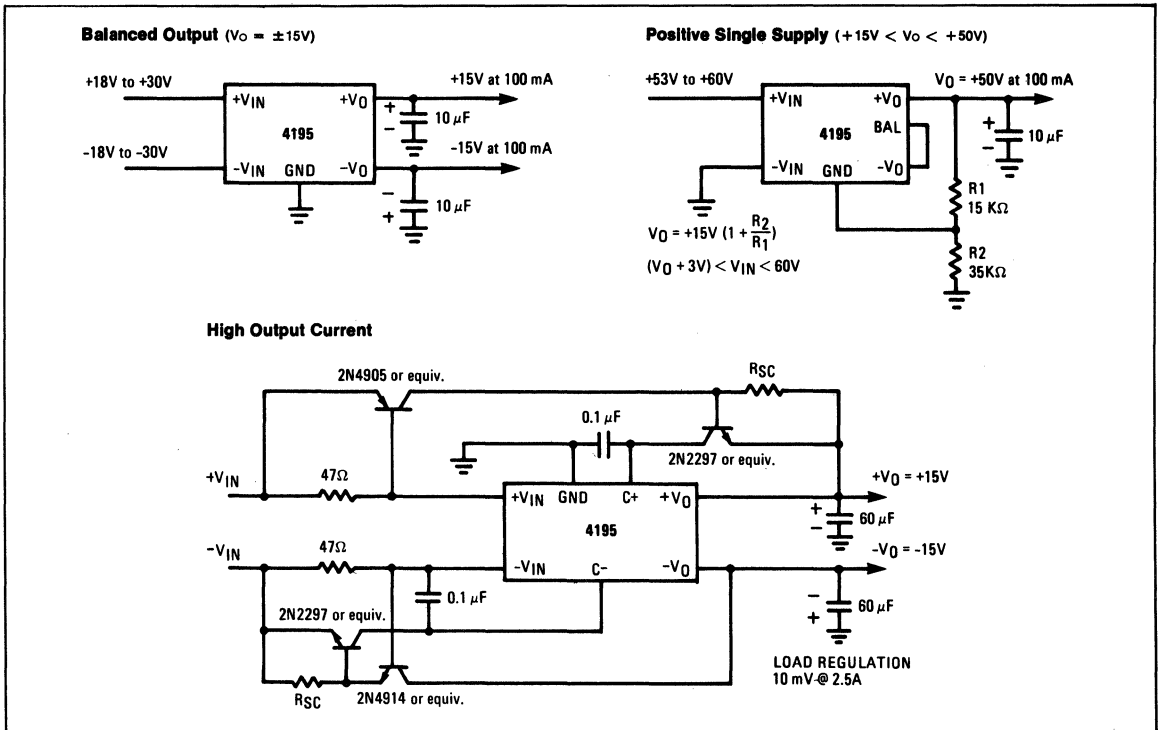 Balanced Output (VO = ±15V)
+18V to +30V
+15V at 100 mA
+VIN
+VO
+
−
10 µF
4195
-18V to -30V
-15V at 100 mA
−VIN
GND
−VO
−
+
10 µF
Positive Single Supply (+15V < VO < +50V)
+53V to +60V
VO = +50V at 100 mA
+VIN
+VO
BAL
4195
+
−
10 µF
−VIN
GND
−VO
R1
15 KΩ
VO = +15V (1 + R2/R1)
(VO + 3V) < VIN < 60V
R2
35KΩ
High Output Current
2N4905 or equiv.
RSC
0.1 µF
2N2297 or equiv.
+VIN
47Ω
+VIN
GND
C+
+VO
+VO = +15V
+
−
60 µF
4195
−VIN
47Ω
−VIN
C−
−VO
−VO = -15V
0.1 µF
−
+
60 µF
2N2297 or equiv.
RSC
2N4914 or equiv.
LOAD REGULATION
10 mV @ 2.5A